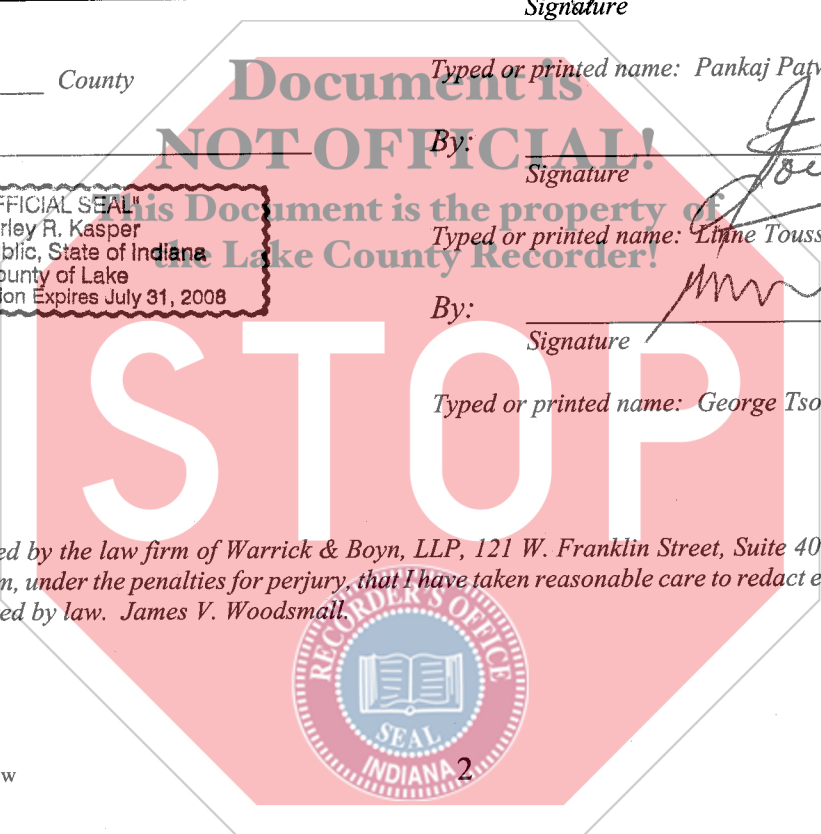 Signature
County
Typed or printed name: Pankaj Patv
Document is
NOT OFFICIAL!
This Document is the property of
the Lake County Recorder!
By:
Signature
FFICIAL SEAL"
rley R. Kasper
blic, State of Indiana
ounty of Lake
ion Expires July 31, 2008
Typed or printed name: Linne Touss
By:
Signature
STOP
Typed or printed name: George Tso
ed by the law firm of Warrick & Boyn, LLP, 121 W. Franklin Street, Suite 40
m, under the penalties for perjury, that I have taken reasonable care to redact e
ed by law. James V. Woodsmall.
RECORDER'S OFFICE
SEAL
INDIANA
2
w